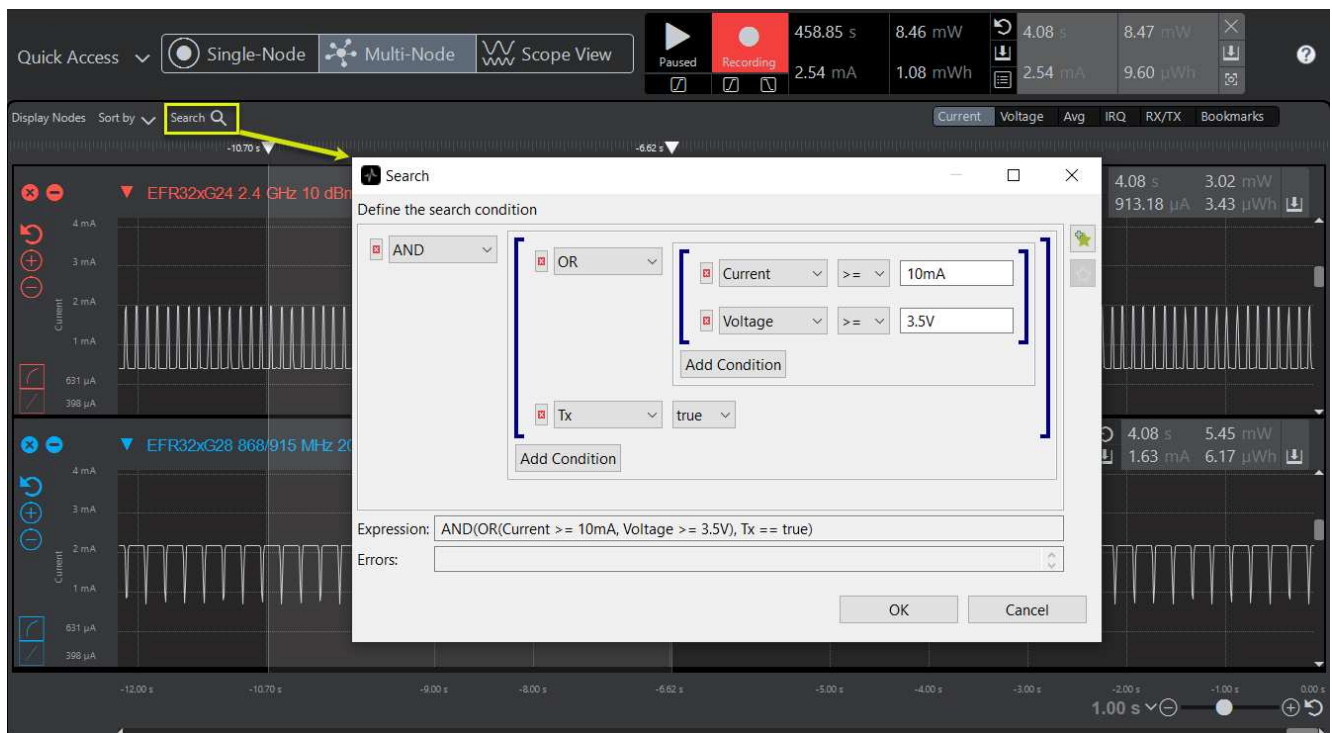 Quick Access
Single-Node
Multi-Node
Scope View
Paused
Recording
458.85 s 8.46 mW
2.54 mA 1.08 mWh
4.08 s 8.47 mW
2.54 mA 9.60 µWh
Display Nodes Sort by Search
Current Voltage Avg IRQ RX/TX Bookmarks
-10.70 s -6.62 s
EFR32xG24 2.4 GHz 10 dBm
4.08 s 3.02 mW
913.18 µA 3.43 µWh
4 mA
3 mA
2 mA
1 mA
631 µA
398 µA
Current
Search
Define the search condition
AND
OR
Current >= 10mA
Voltage >= 3.5V
Add Condition
Tx true
Add Condition
Expression: AND(OR(Current >= 10mA, Voltage >= 3.5V), Tx == true)
Errors:
OK Cancel
EFR32xG28 868/915 MHz 20
4.08 s 5.45 mW
1.63 mA 6.17 µWh
4 mA
3 mA
2 mA
1 mA
631 µA
398 µA
Current
-12.00 s -10.70 s -9.00 s -8.00 s -6.62 s -5.00 s -4.00 s -3.00 s -2.00 s -1.00 s 0.00 s
1.00 s